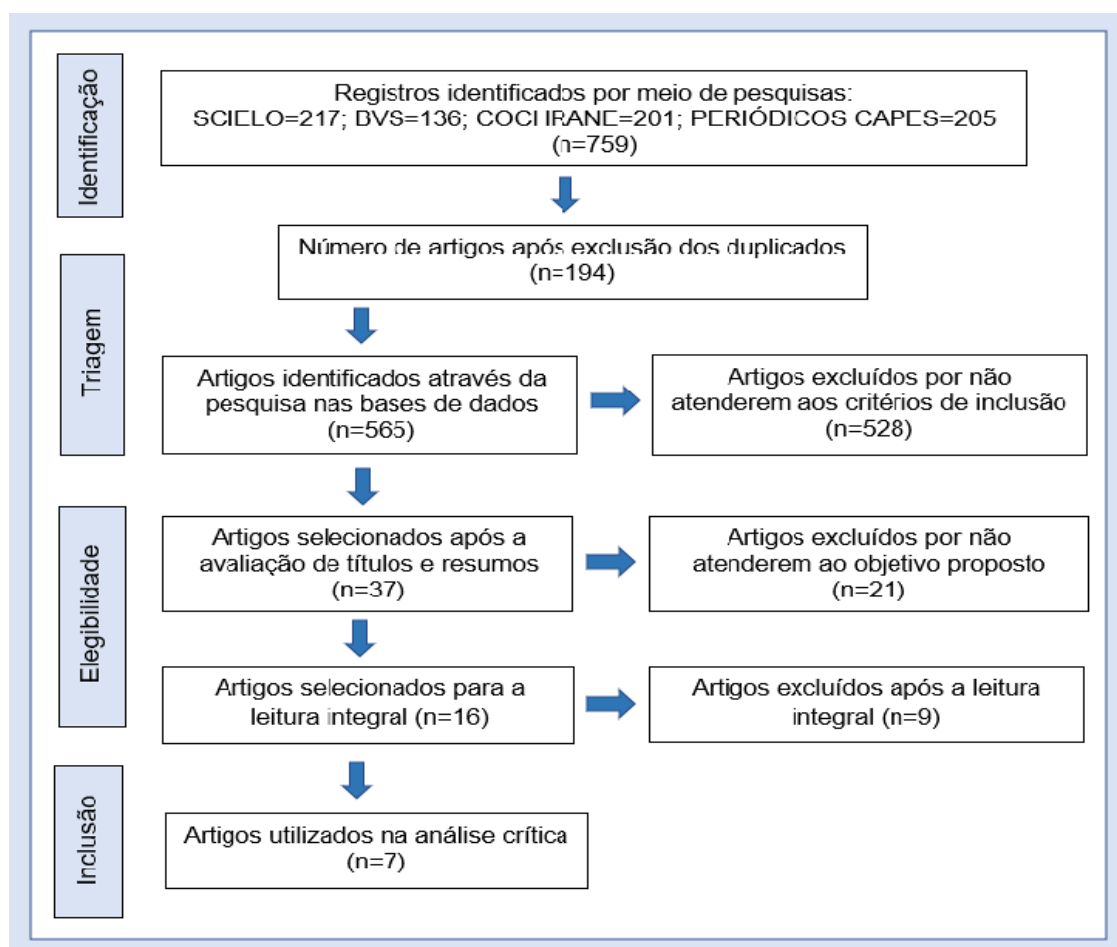 Identificação
Registros identificados por meio de pesquisas:
SCIELO=217; BVS=136; COCHRANE=201; PERIÓDICOS CAPES=205
(n=759)
Número de artigos após exclusão dos duplicados
(n=194)
Triagem
Artigos identificados através da
pesquisa nas bases de dados
(n=565)
Artigos excluídos por não
atenderem aos critérios de inclusão
(n=528)
Elegibilidade
Artigos selecionados após a
avaliação de títulos e resumos
(n=37)
Artigos excluídos por não
atenderem ao objetivo proposto
(n=21)
Artigos selecionados para a
leitura integral (n=16)
Artigos excluídos após a leitura
integral (n=9)
Inclusão
Artigos utilizados na análise crítica
(n=7)